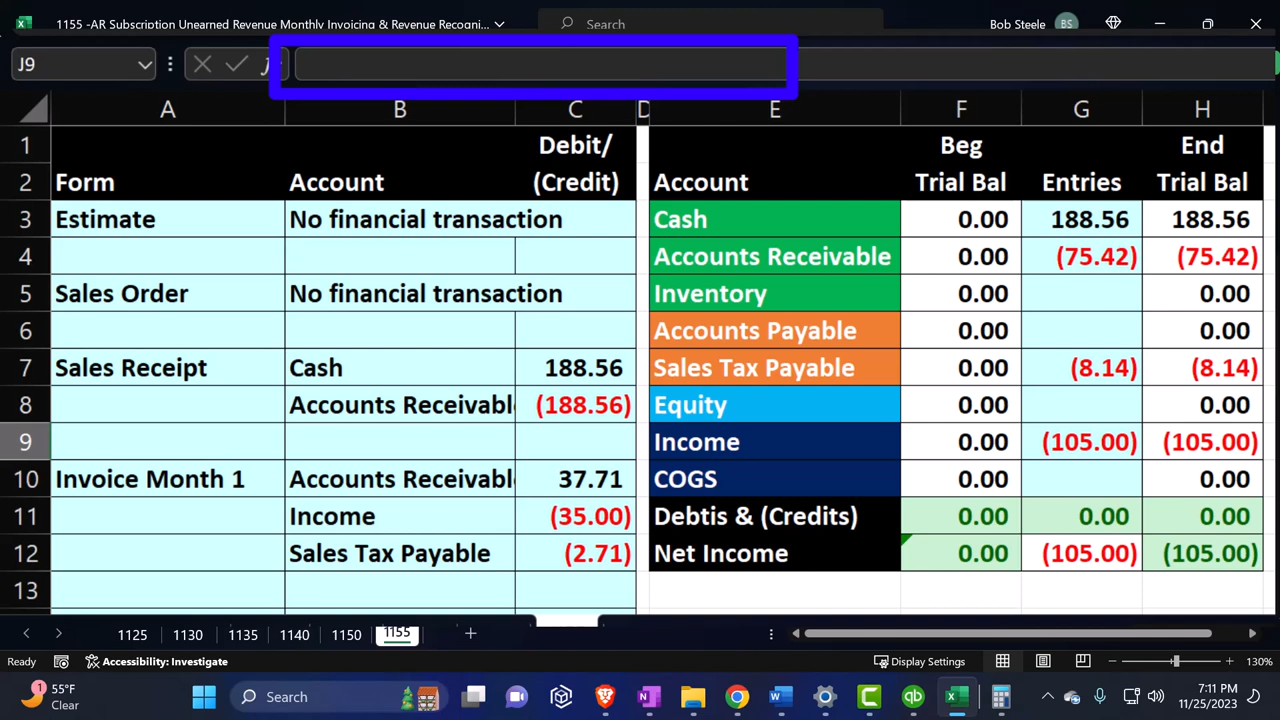 1155 -AR Subscription Unearned Revenue Monthly Invoicing & Revenue Recogni...
Search
Bob Steele
BS
J9
A B C D E F G H
1 Debit/ Beg End
2 Form Account (Credit) Account Trial Bal Entries Trial Bal
3 Estimate No financial transaction Cash 0.00 188.56 188.56
4 Accounts Receivable 0.00 (75.42) (75.42)
5 Sales Order No financial transaction Inventory 0.00 0.00
6 Accounts Payable 0.00 0.00
7 Sales Receipt Cash 188.56 Sales Tax Payable 0.00 (8.14) (8.14)
8 Accounts Receivabl (188.56) Equity 0.00 0.00
9 Income 0.00 (105.00) (105.00)
10 Invoice Month 1 Accounts Receivabl 37.71 COGS 0.00 0.00
11 Income (35.00) Debtis & (Credits) 0.00 0.00 0.00
12 Sales Tax Payable (2.71) Net Income 0.00 (105.00) (105.00)
13
1125 1130 1135 1140 1150 1155
Ready Accessibility: Investigate Display Settings 130%
1 55°F
Clear
Search
7:11 PM
11/25/2023